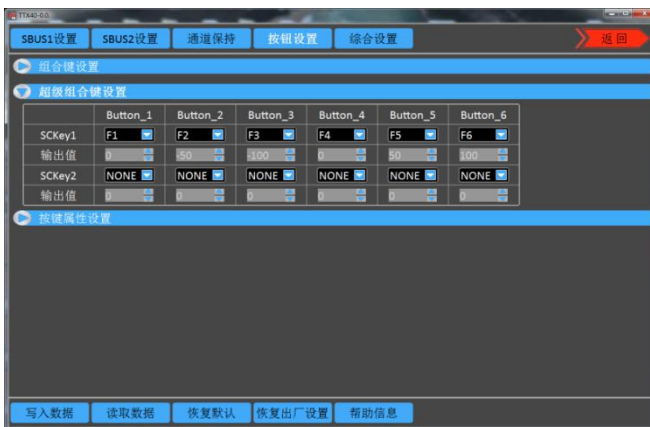 TTA40-0.0.
SBUS1设置 SBUS2设置 通道保持 按钮设置 综合设置 返回
组合键设置
超级组合键设置
Button_1 Button_2 Button_3 Button_4 Button_5 Button_6
SCKey1 F1 F2 F3 F4 F5 F6
输出值 0 -50 -100 0 50 100
SCKey2 NONE NONE NONE NONE NONE NONE
输出值 0 0 0 0 0 0
按键属性设置
写入数据 读取数据 恢复默认 恢复出厂设置 帮助信息